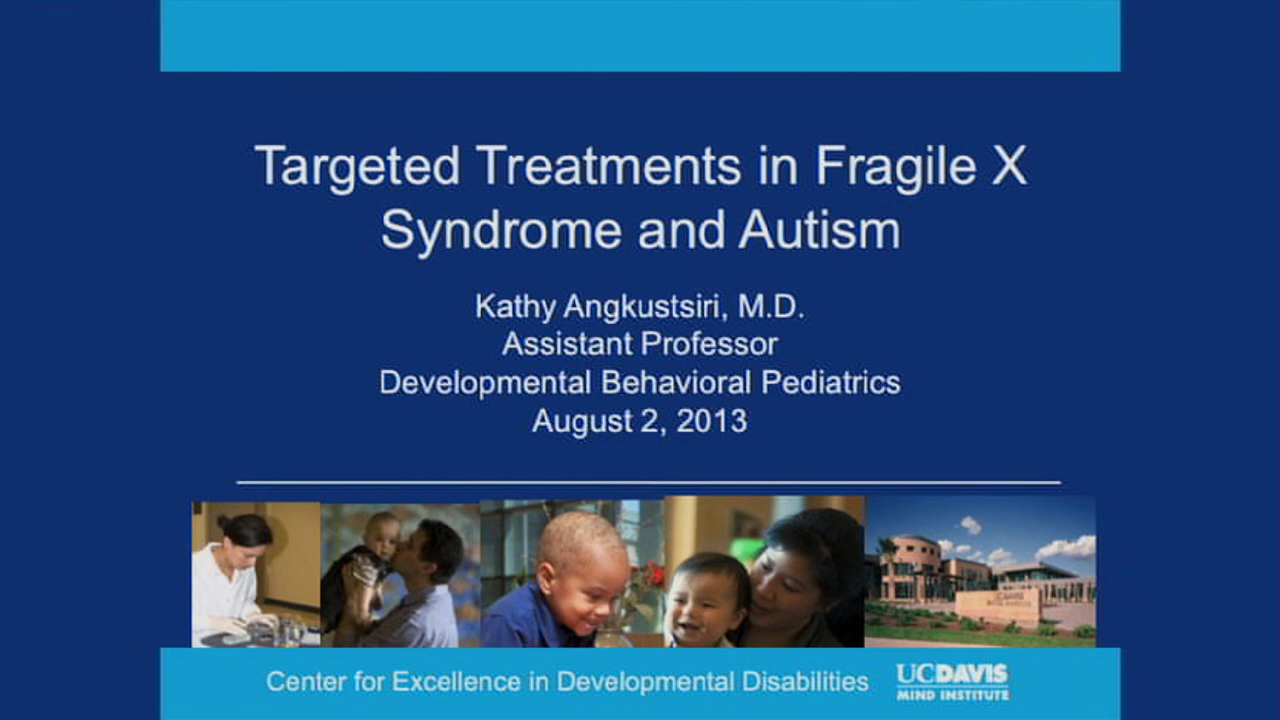 Targeted Treatments in Fragile X
Syndrome and Autism
Kathy Angkustsiri, M.D.
Assistant Professor
Developmental Behavioral Pediatrics
August 2, 2013
Center for Excellence in Developmental Disabilities
UCDAVIS
MIND INSTITUTE